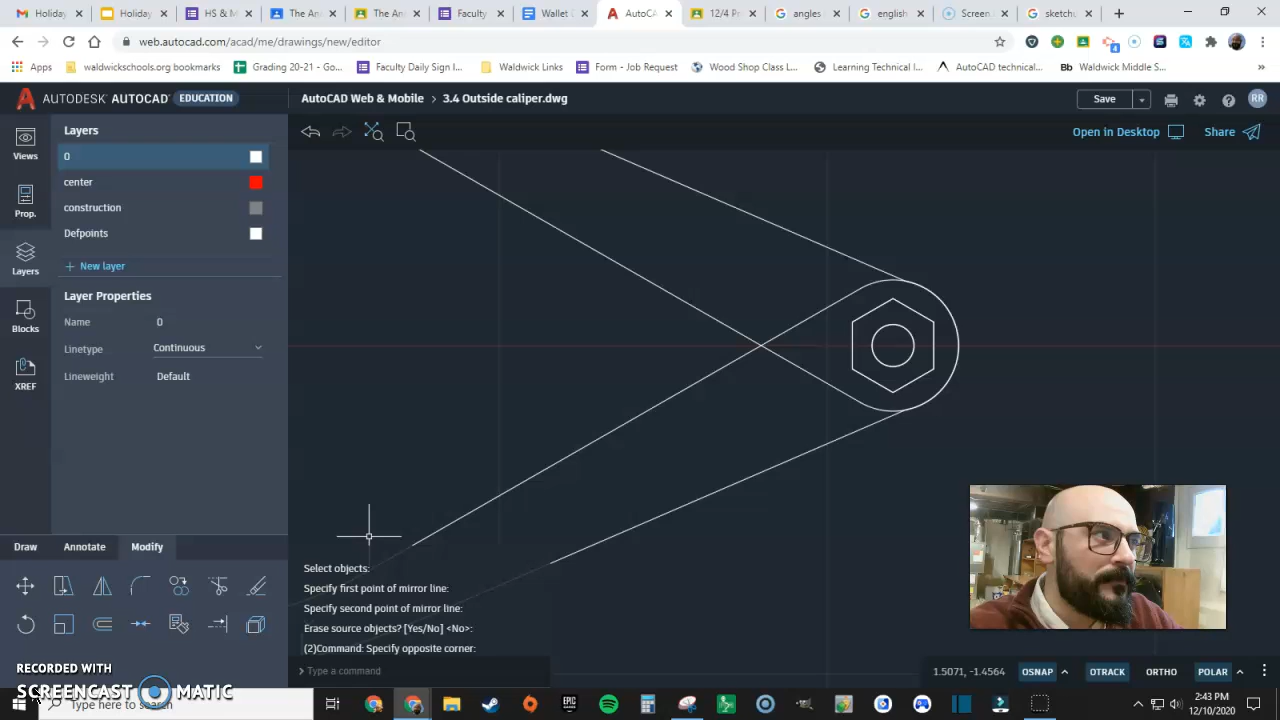 Holiday
Holiday
HS & M
The An
The An
Faculty
Wallet C
AutoCA
12/4 P
angles
english
Screen
sketchu
web.autocad.com/acad/me/drawings/new/editor
Apps
waldwickschools.org bookmarks
Grading 20-21 - Go...
Faculty Daily Sign I...
Waldwick Links
Form - Job Request
Wood Shop Class L...
Learning Technical I...
AutoCAD technical...
Bb Waldwick Middle S...
»
AUTODESK® AUTOCAD® EDUCATION
AutoCAD Web & Mobile > 3.4 Outside caliper.dwg
Save
RR
Open in Desktop
Share
Views
Prop.
Layers
Blocks
XREF
Layers
0
center
construction
Defpoints
+ New layer
Layer Properties
Name 0
Linetype Continuous
Lineweight Default
Draw Annotate Modify
Select objects:
Specify first point of mirror line:
Specify second point of mirror line:
Erase source objects? [Yes/No] <No>:
(2)Command: Specify opposite corner:
Type a command
1.5071, -1.4564
OSNAP
OTRACK
ORTHO
POLAR
RECORDED WITH
SCREENCAST MATIC
Type here to search
EPIC
2:43 PM
12/10/2020